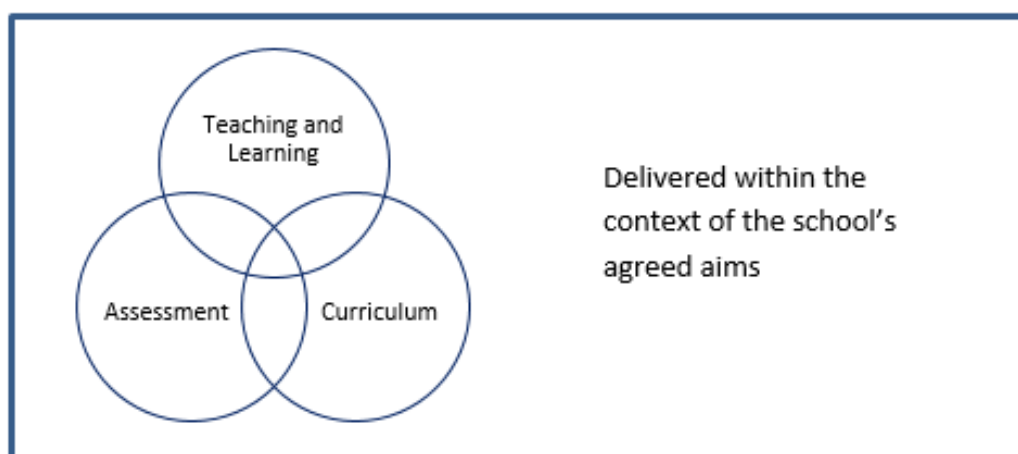 Teaching and
Learning
Assessment
Curriculum
Delivered within the
context of the school’s
agreed aims